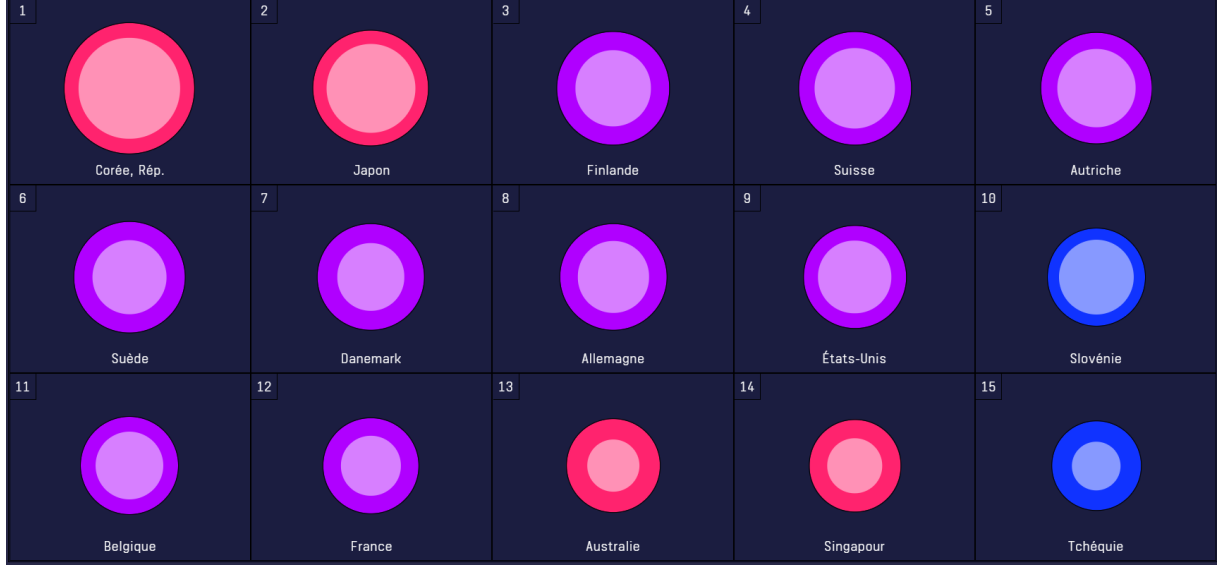 1
2
3
4
5
Corée, Rép.
Japon
Finlande
Suisse
Autriche
6
7
8
9
10
Suède
Danemark
Allemagne
États-Unis
Slovénie
11
12
13
14
15
Belgique
France
Australie
Singapour
Tchéquie